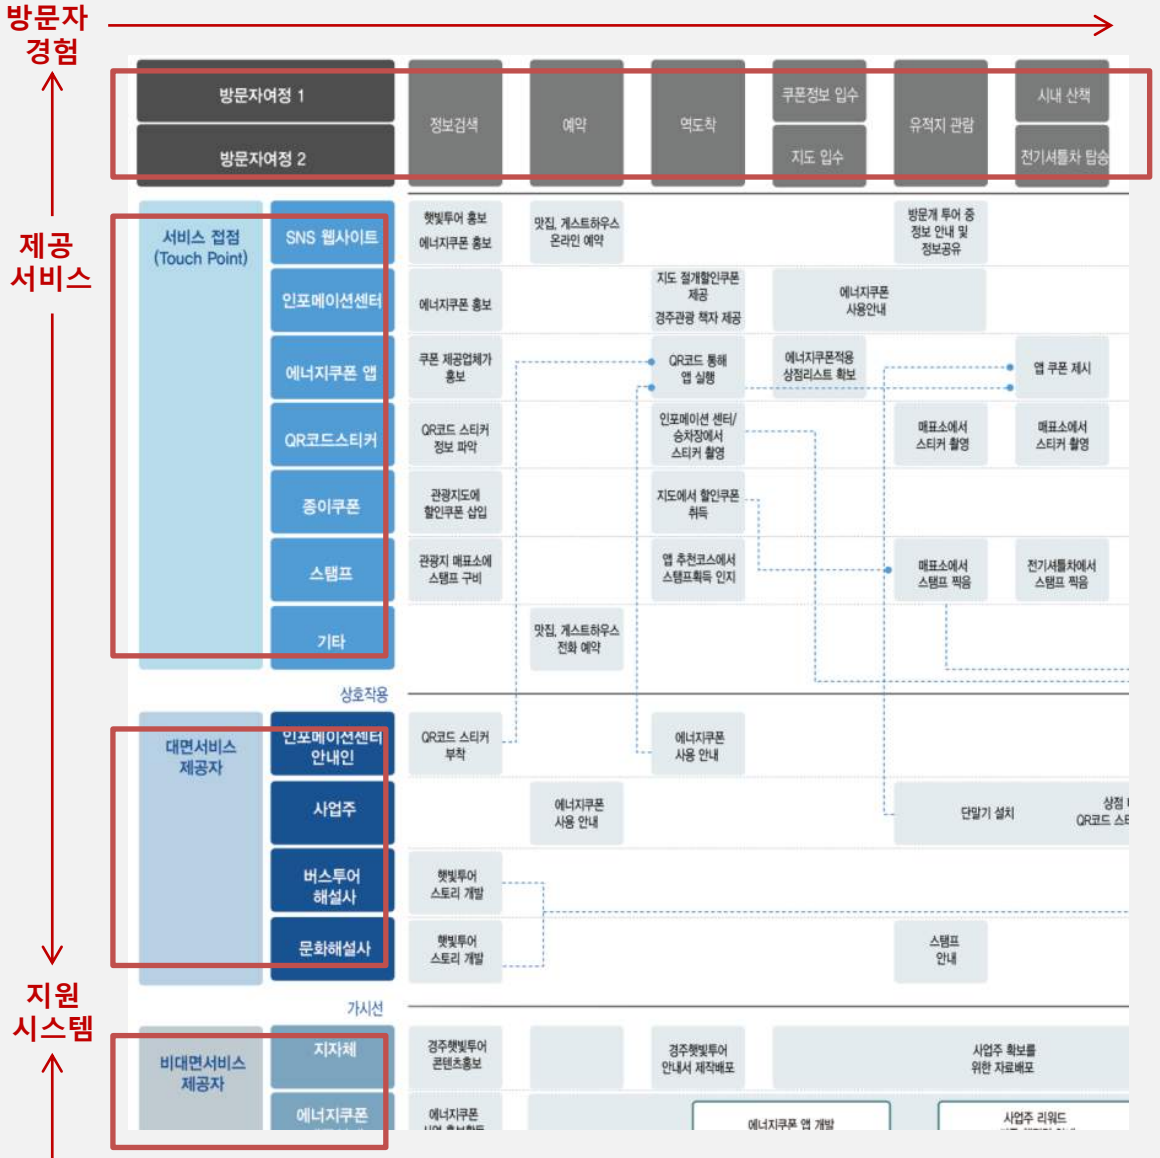 방문자
경험
방문자여정 1
방문자여정 2
정보검색
예약
역도착
쿠폰정보 입수
지도 입수
유적지 관람
시내 산책
전기셔틀차 탑승
제공
서비스
서비스 접점
(Touch Point)
SNS 웹사이트
햇빛투어 홍보
에너지쿠폰 홍보
맛집, 게스트하우스
온라인 예약
방문개 투어 중
정보 안내 및
정보공유
인포메이션센터
에너지쿠폰 홍보
지도 절개할인쿠폰
제공
경주관광 책자 제공
에너지쿠폰
사용안내
에너지쿠폰 앱
쿠폰 제공업체가
홍보
QR코드 통해
앱 실행
에너지쿠폰적용
상점리스트 확보
앱 쿠폰 제시
QR코드스티커
QR코드 스티커
정보 파악
인포메이션 센터/
승차장에서
스티커 촬영
매표소에서
스티커 촬영
매표소에서
스티커 촬영
종이쿠폰
관광지도에
할인쿠폰 삽입
지도에서 할인쿠폰
취득
스탬프
관광지 매표소에
스탬프 구비
앱 추천코스에서
스탬프획득 인지
매표소에서
스탬프 찍음
전기셔틀차에서
스탬프 찍음
기타
맛집, 게스트하우스
전화 예약
상호작용
대면서비스
제공자
인포메이션센터
안내인
QR코드 스티커
부착
에너지쿠폰
사용 안내
사업주
에너지쿠폰
사용 안내
단말기 설치
상점
QR코드
버스투어
해설사
햇빛투어
스토리 개발
문화해설사
햇빛투어
스토리 개발
스탬프
안내
가시선
지원
시스템
비대면서비스
제공자
지자체
경주햇빛투어
콘텐츠홍보
경주햇빛투어
안내서 제작배포
사업주 확보를
위한 자료배포
에너지쿠폰
에너지쿠폰
에너지쿠폰 앱 개발
사업주 리워드